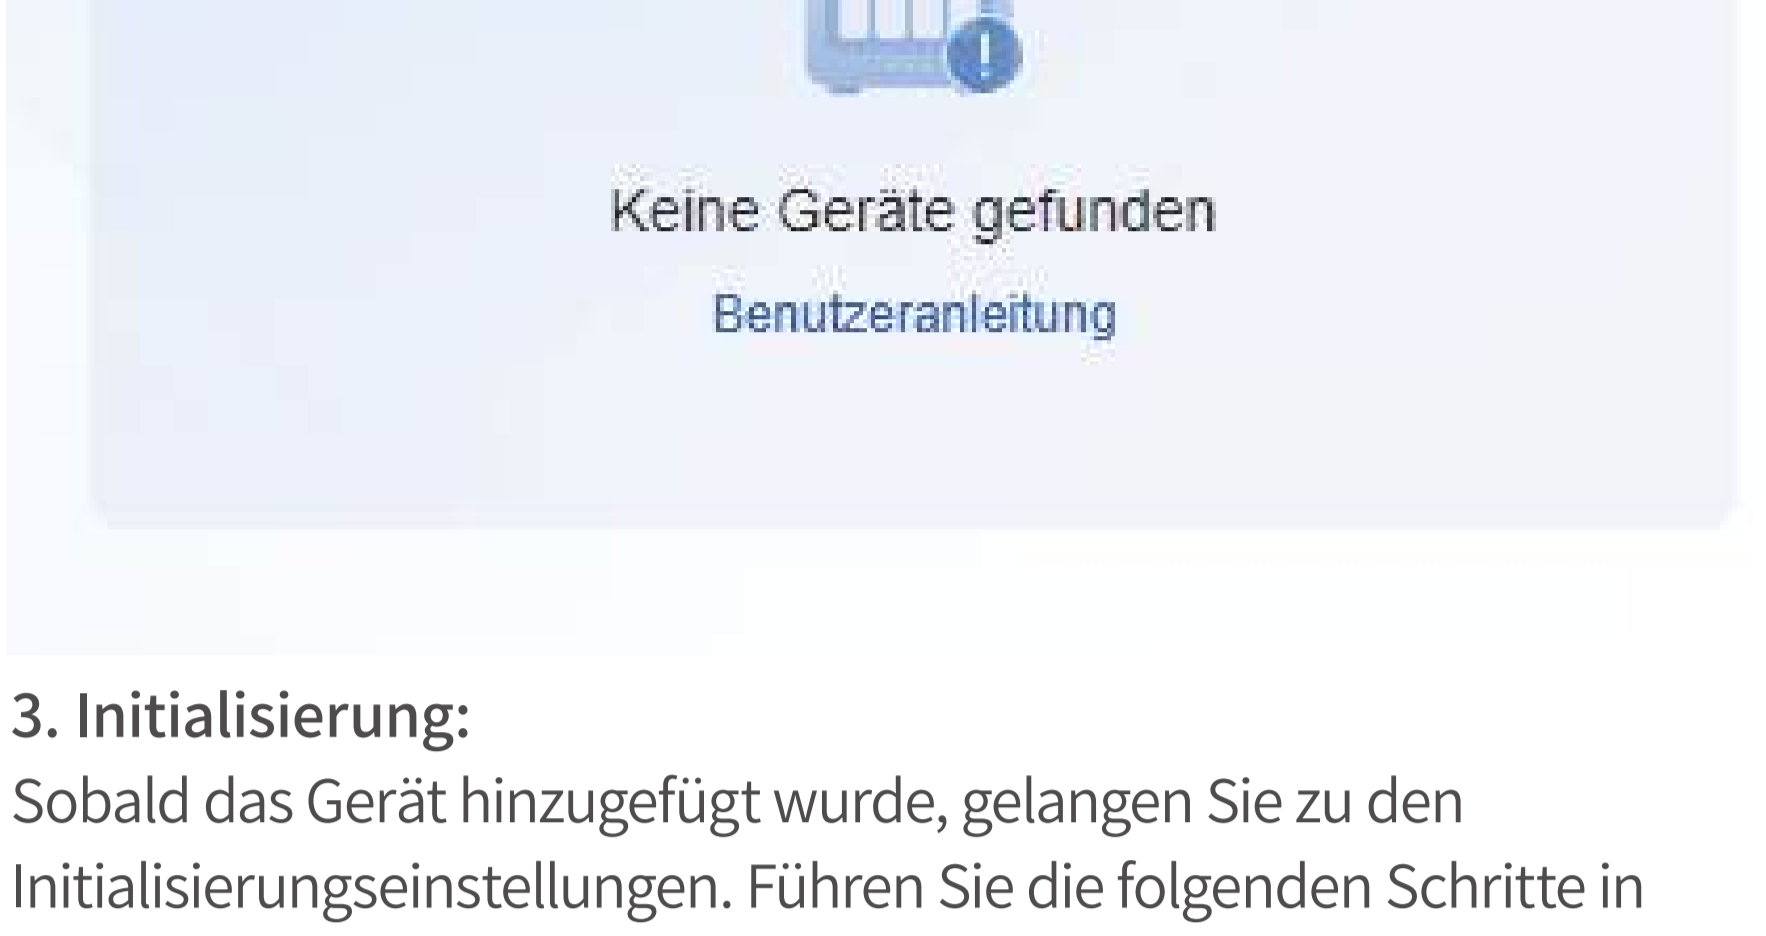 Keine Geräte gefunden
Benutzeranleitung
3. Initialisierung:
Sobald das Gerät hinzugefügt wurde, gelangen Sie zu den
Initialisierungseinstellungen. Führen Sie die folgenden Schritte in